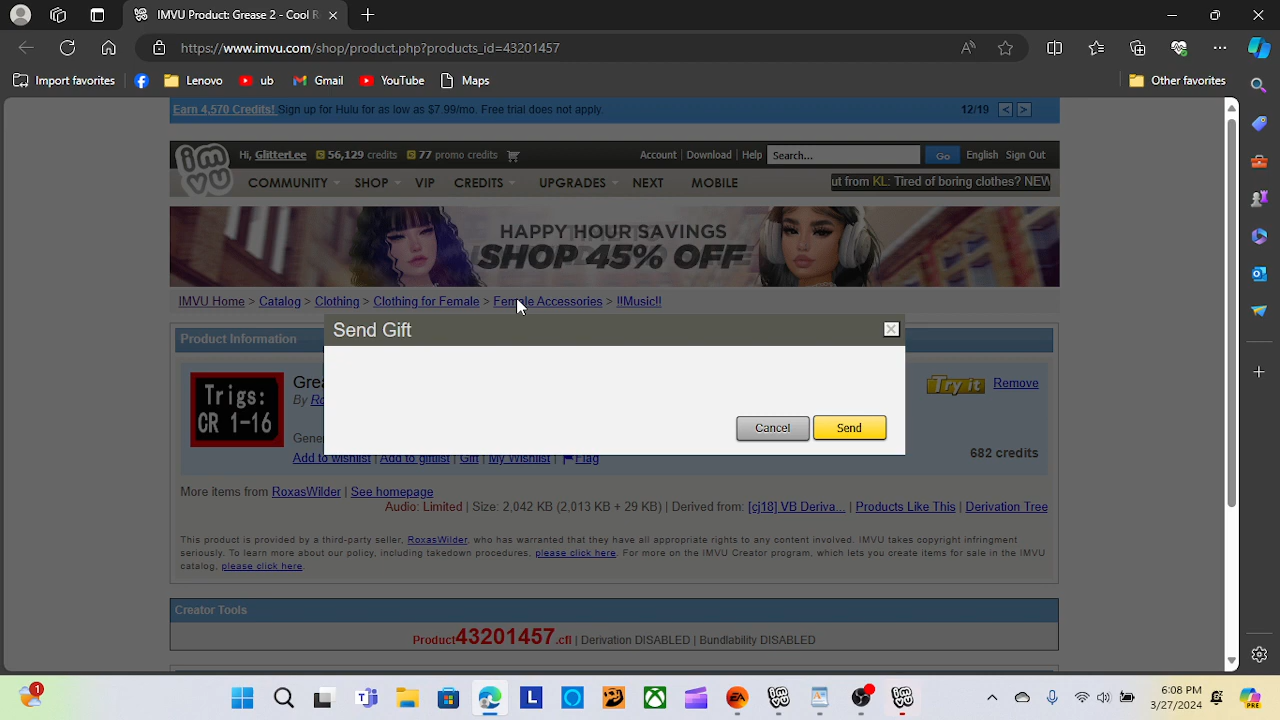 IMVU Catalog - Cool R
https://www.imvu.com/shop/product.php?products_id=43201457
Import favorites
Lenovo
ub
Gmail
YouTube
Maps
Other favorites
Earn 4,570 Credits! Sign up for Hulu for as low as $7.99/mo. Free trial does not apply.
12/19 < >
imvu
Hi, GlitterLee 56,129 credits 77 promo credits
Account | Download | Help Search... Go English Sign Out
COMMUNITY SHOP VIP CREDITS UPGRADES NEXT MOBILE
ut from KL: Tired of boring clothes? NEW
HAPPY HOUR SAVINGS
SHOP 45% OFF
IMVU Home > Catalog > Clothing > Clothing for Female > Female Accessories > !!Music!!
Send Gift
Product Information
Trigs:
CR 1-16
Grea
By Ro
Gener
Try it Remove
Cancel Send
682 credits
Add to wishlist | Add to giftlist | Gift | My Wishlist | Flag
More items from RoxasWilder | See homepage
Audio: Limited | Size: 2,042 KB (2,013 KB + 29 KB) | Derived from: [cj18] VB Deriva... | Products Like This | Derivation Tree
This product is provided by a third-party seller, RoxasWilder, who has warranted that they have all appropriate rights to any content involved. IMVU takes copyright infringment
seriously. To learn more about our policy, including takedown procedures, please click here. For more on the IMVU Creator program, which lets you create items for sale in the IMVU
catalog, please click here.
Creator Tools
Product43201457.cfl | Derivation DISABLED | Bundlability DISABLED
1
L
EA
PRE
6:08 PM
3/27/2024